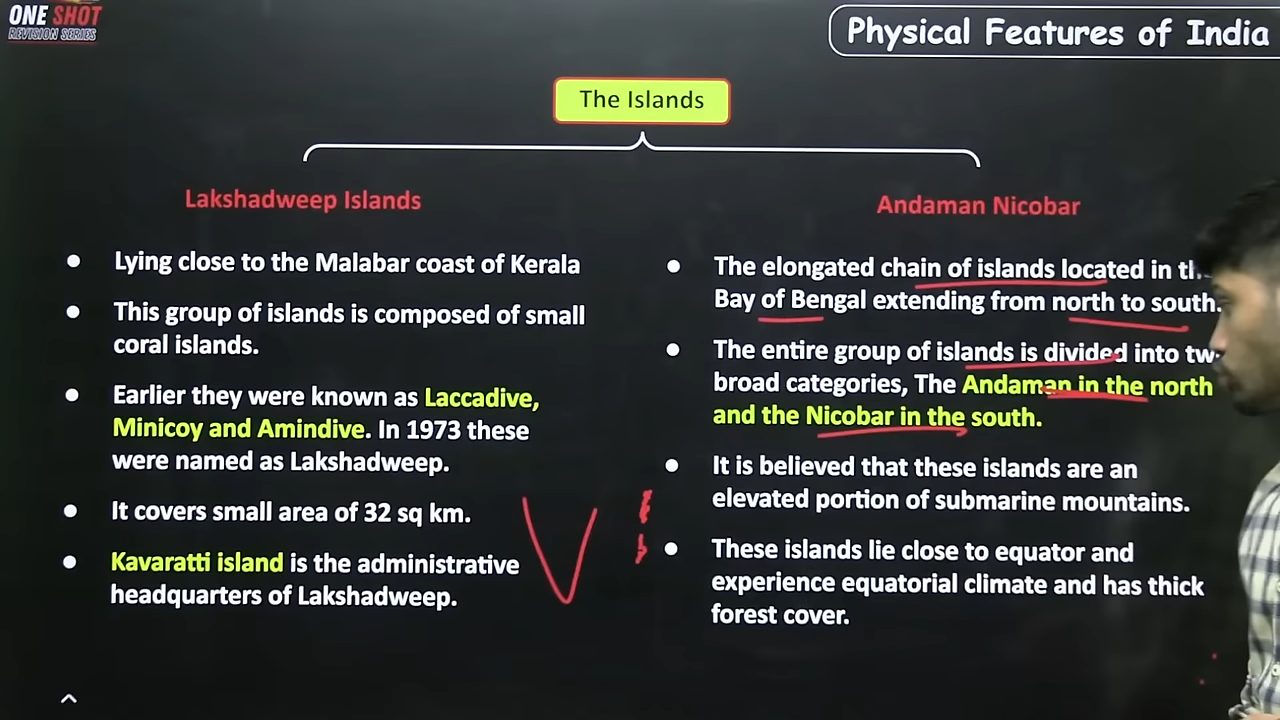 ONE SHOT
REVISION SERIES
Physical Features of India
The Islands
Lakshadweep Islands
● Lying close to the Malabar coast of Kerala
● This group of islands is composed of small
coral islands.
● Earlier they were known as Laccadive,
Minicoy and Amindive. In 1973 these
were named as Lakshadweep.
● It covers small area of 32 sq km.
● Kavaratti island is the administrative
headquarters of Lakshadweep.
Andaman Nicobar
● The elongated chain of islands located in
Bay of Bengal extending from north to south.
● The entire group of islands is divided into
broad categories, The Andaman in the north
and the Nicobar in the south.
● It is believed that these islands are an
elevated portion of submarine mountains.
● These islands lie close to equator and
experience equatorial climate and has thick
forest cover.